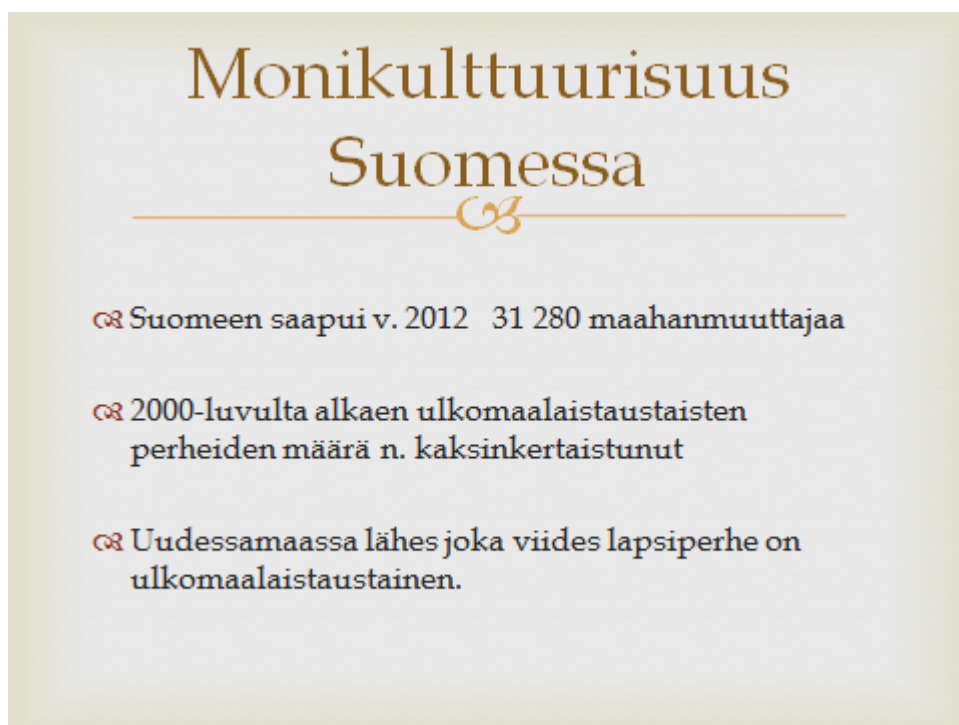 Monikulttuurisuus
Suomessa
Suomeen saapui v. 2012 31 280 maahanmuuttajaa
2000-luvulta alkaen ulkomaalaistaustaisten
perheiden määrä n. kaksinkertaistunut
Uudessamaassa lähes joka viides lapsiperhe on
ulkomaalaistaustainen.